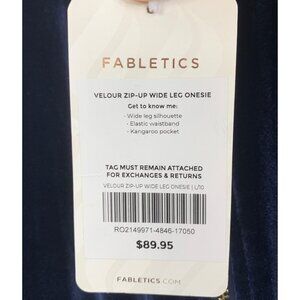 FABLETICS
VELOUR ZIP-UP WIDE LEG ONESIE
Get to know me:
- Wide leg silhouette
- Elastic waistband
- Kangaroo pocket
TAG MUST REMAIN ATTACHED
FOR EXCHANGES & RETURNS
VELOUR ZIP-UP WIDE LEG ONESIE | L/10
RO2149971-4846-17050
$89.95
FABLETICS.COM